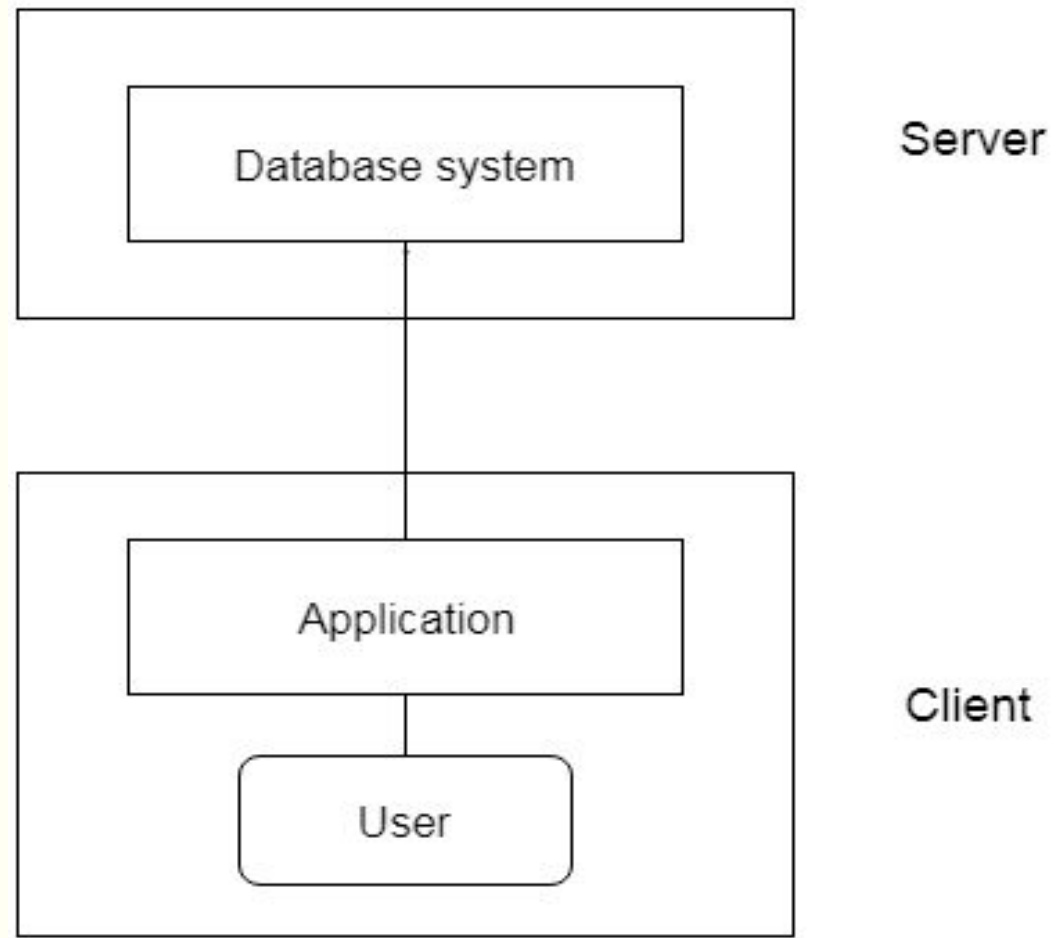 Database system
Server
Application
Client
User